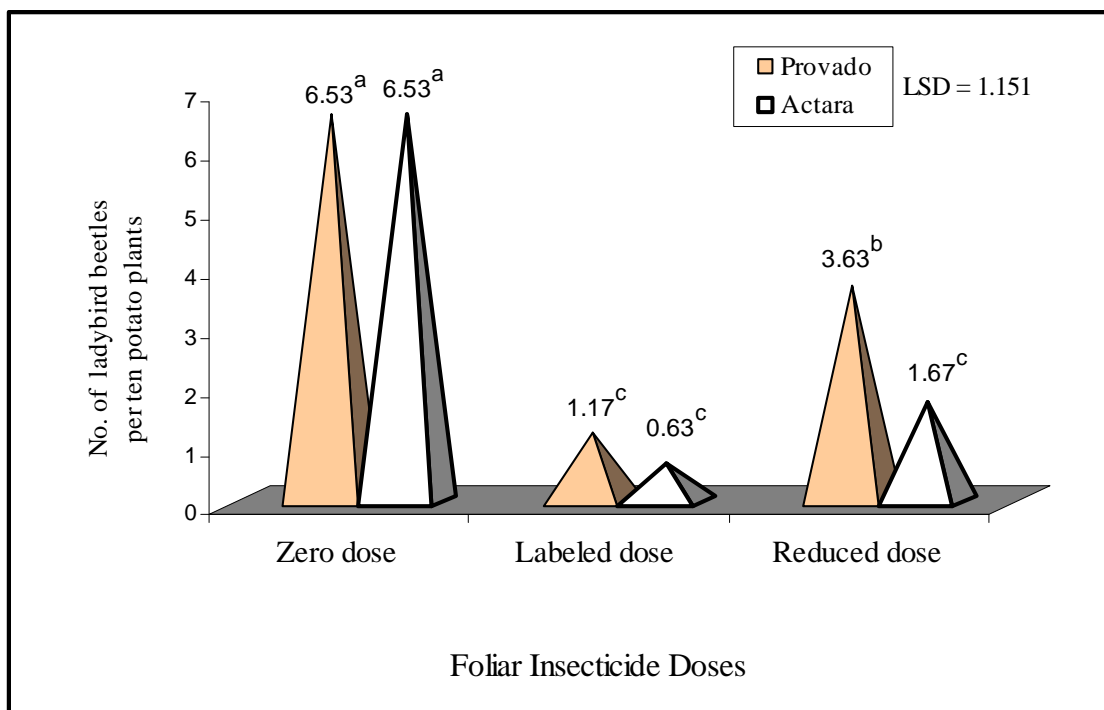 Provado
Actara
LSD = 1.151
No. of ladybird beetles
per ten potato plants
7
6
5
4
3
2
1
0
6.53a
6.53a
1.17c
0.63c
3.63b
1.67c
Zero dose
Labeled dose
Reduced dose
Foliar Insecticide Doses